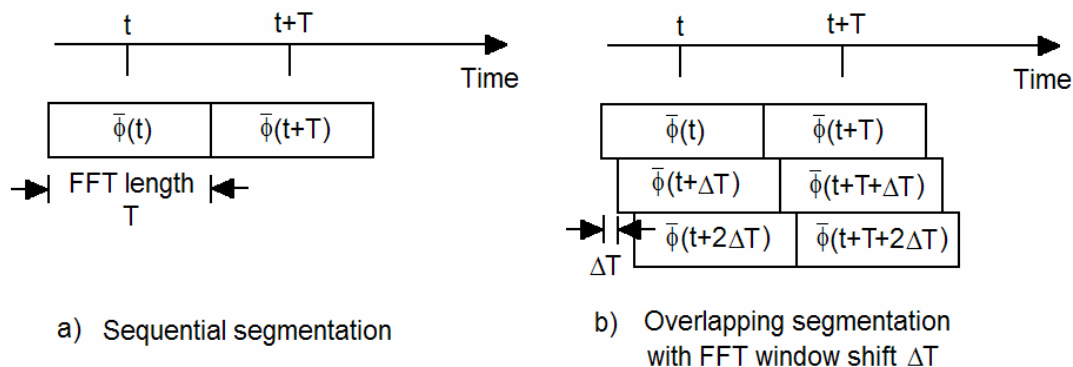 t t+T
Time
ϕ̅(t) ϕ̅(t+T)
FFT length
T
a) Sequential segmentation
t t+T
Time
ϕ̅(t) ϕ̅(t+T)
ϕ̅(t+ΔT) ϕ̅(t+T+ΔT)
ϕ̅(t+2ΔT) ϕ̅(t+T+2ΔT)
ΔT
b) Overlapping segmentation
with FFT window shift ΔT